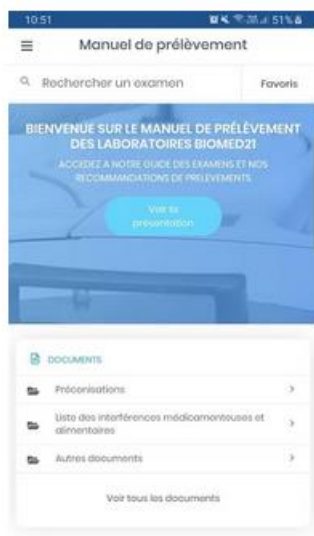 10:51
51%
Manuel de prélèvement
Rechercher un examen
Favoris
BIENVENUE SUR LE MANUEL DE PRÉLÈVEMENT
DES LABORATOIRES BIOMED21
ACCEDEZ A NOTRE GUIDE DES EXAMENS ET NOS
RECOMMANDATIONS DE PRELEVEMENTS
Voir la
présentation
DOCUMENTS
Préconisations
Liste des interférences médicamenteuses et
alimentaires
Autres documents
Voir tous les documents